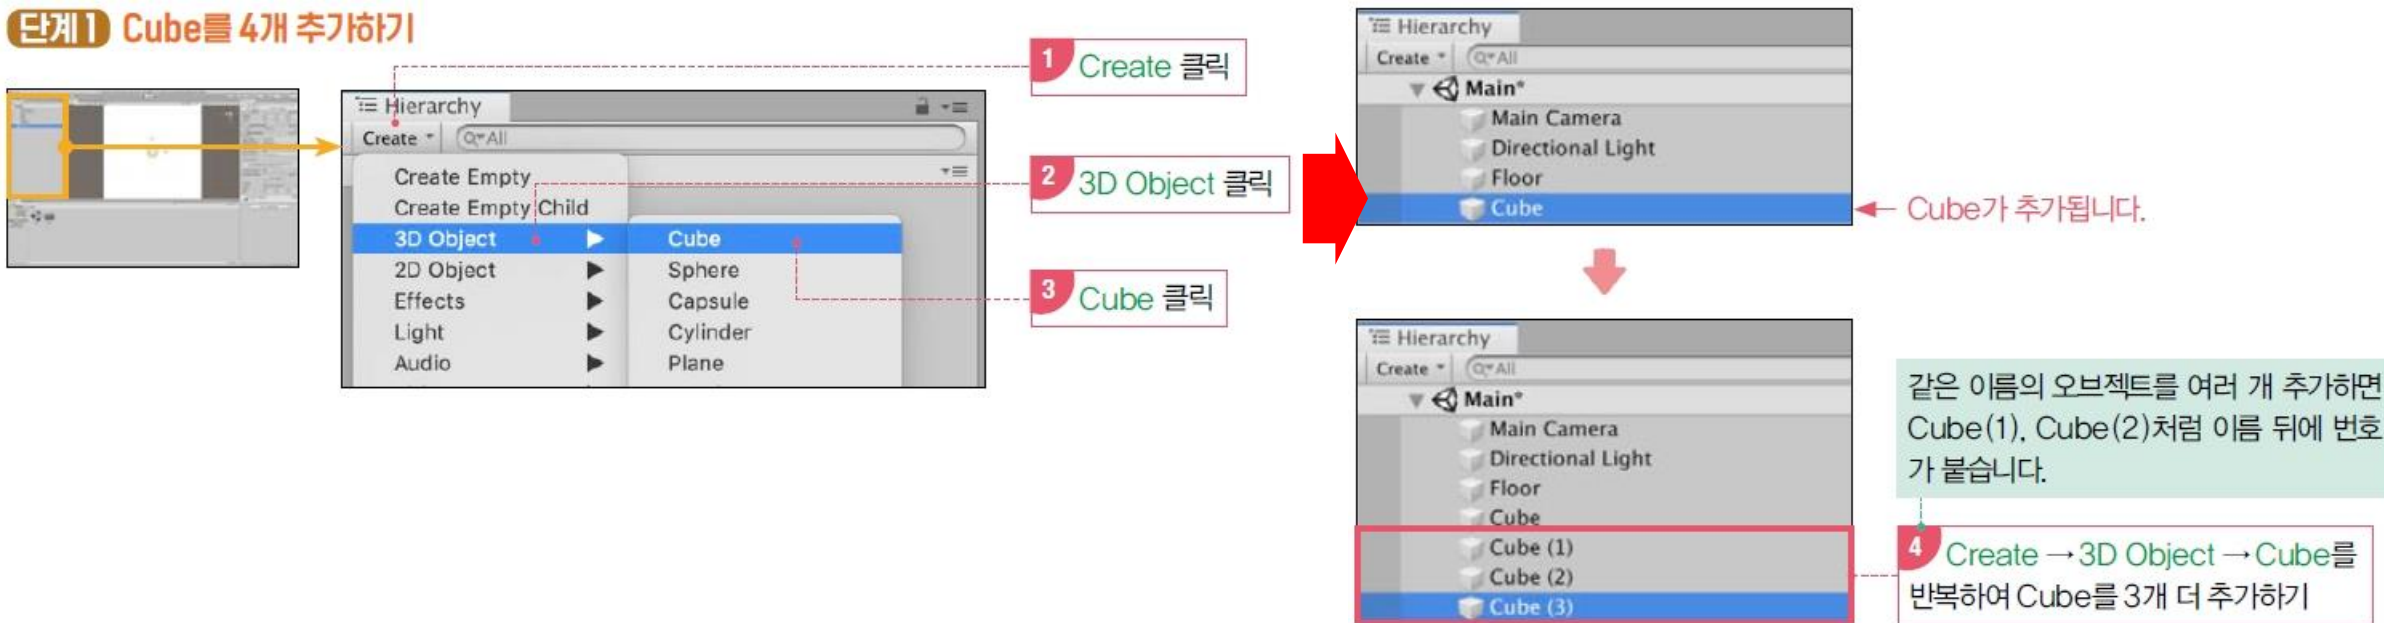 단계 1 Cube를 4개 추가하기
Hierarchy
Create
All
Create Empty
Create Empty Child
3D Object
2D Object
Effects
Light
Audio
Cube
Sphere
Capsule
Cylinder
Plane
1 Create 클릭
2 3D Object 클릭
3 Cube 클릭
Hierarchy
Create
All
Main*
Main Camera
Directional Light
Floor
Cube
Cube가 추가됩니다.
Hierarchy
Create
All
Main*
Main Camera
Directional Light
Floor
Cube
Cube (1)
Cube (2)
Cube (3)
같은 이름의 오브젝트를 여러 개 추가하면
Cube(1), Cube(2)처럼 이름 뒤에 번호
가 붙습니다.
4 Create → 3D Object → Cube를
반복하여 Cube를 3개 더 추가하기